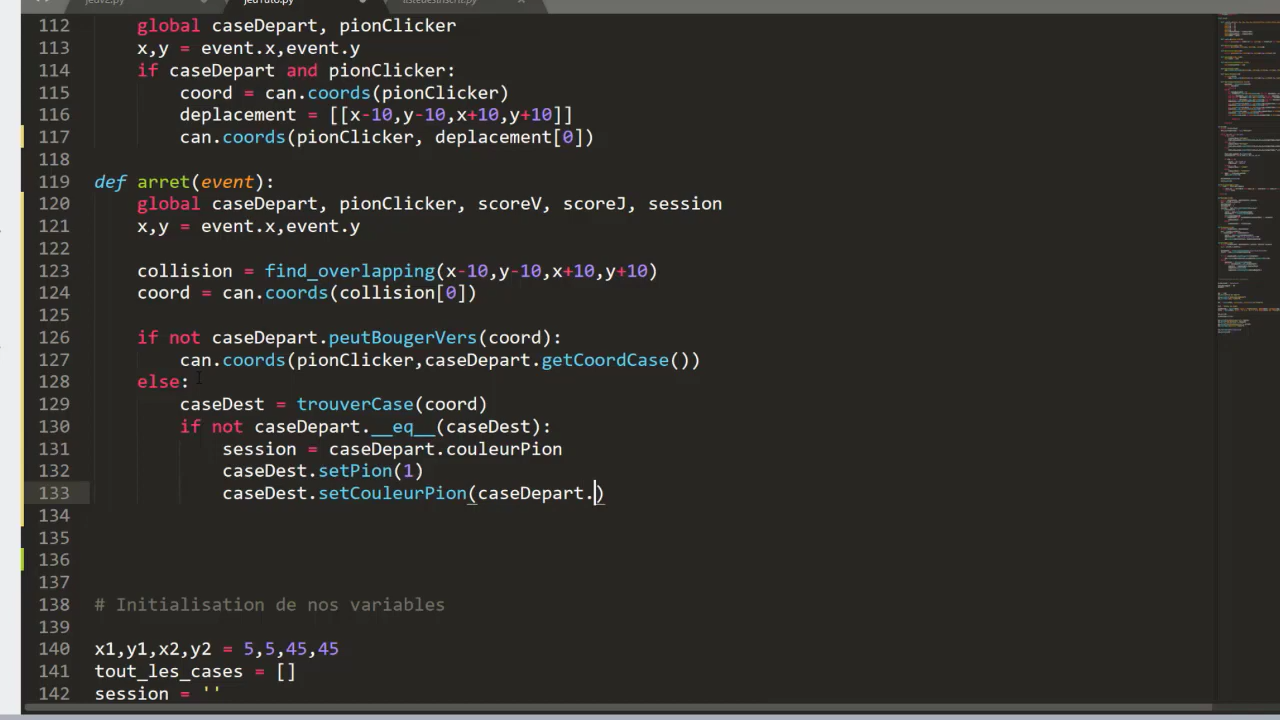 jeuTuto.py
112 global caseDepart, pionClicker
113 x,y = event.x,event.y
114 if caseDepart and pionClicker:
115 coord = can.coords(pionClicker)
116 deplacement = [[x-10,y-10,x+10,y+10]]
117 can.coords(pionClicker, deplacement[0])
118
119 def arret(event):
120 global caseDepart, pionClicker, scoreV, scoreJ, session
121 x,y = event.x,event.y
122
123 collision = find_overlapping(x-10,y-10,x+10,y+10)
124 coord = can.coords(collision[0])
125
126 if not caseDepart.peutBougerVers(coord):
127 can.coords(pionClicker,caseDepart.getCoordCase())
128 else:
129 caseDest = trouverCase(coord)
130 if not caseDepart.__eq__(caseDest):
131 session = caseDepart.couleurPion
132 caseDest.setPion(1)
133 caseDest.setCouleurPion(caseDepart.)
134
135
136
137
138 # Initialisation de nos variables
139
140 x1,y1,x2,y2 = 5,5,45,45
141 tout_les_cases = []
142 session = ''